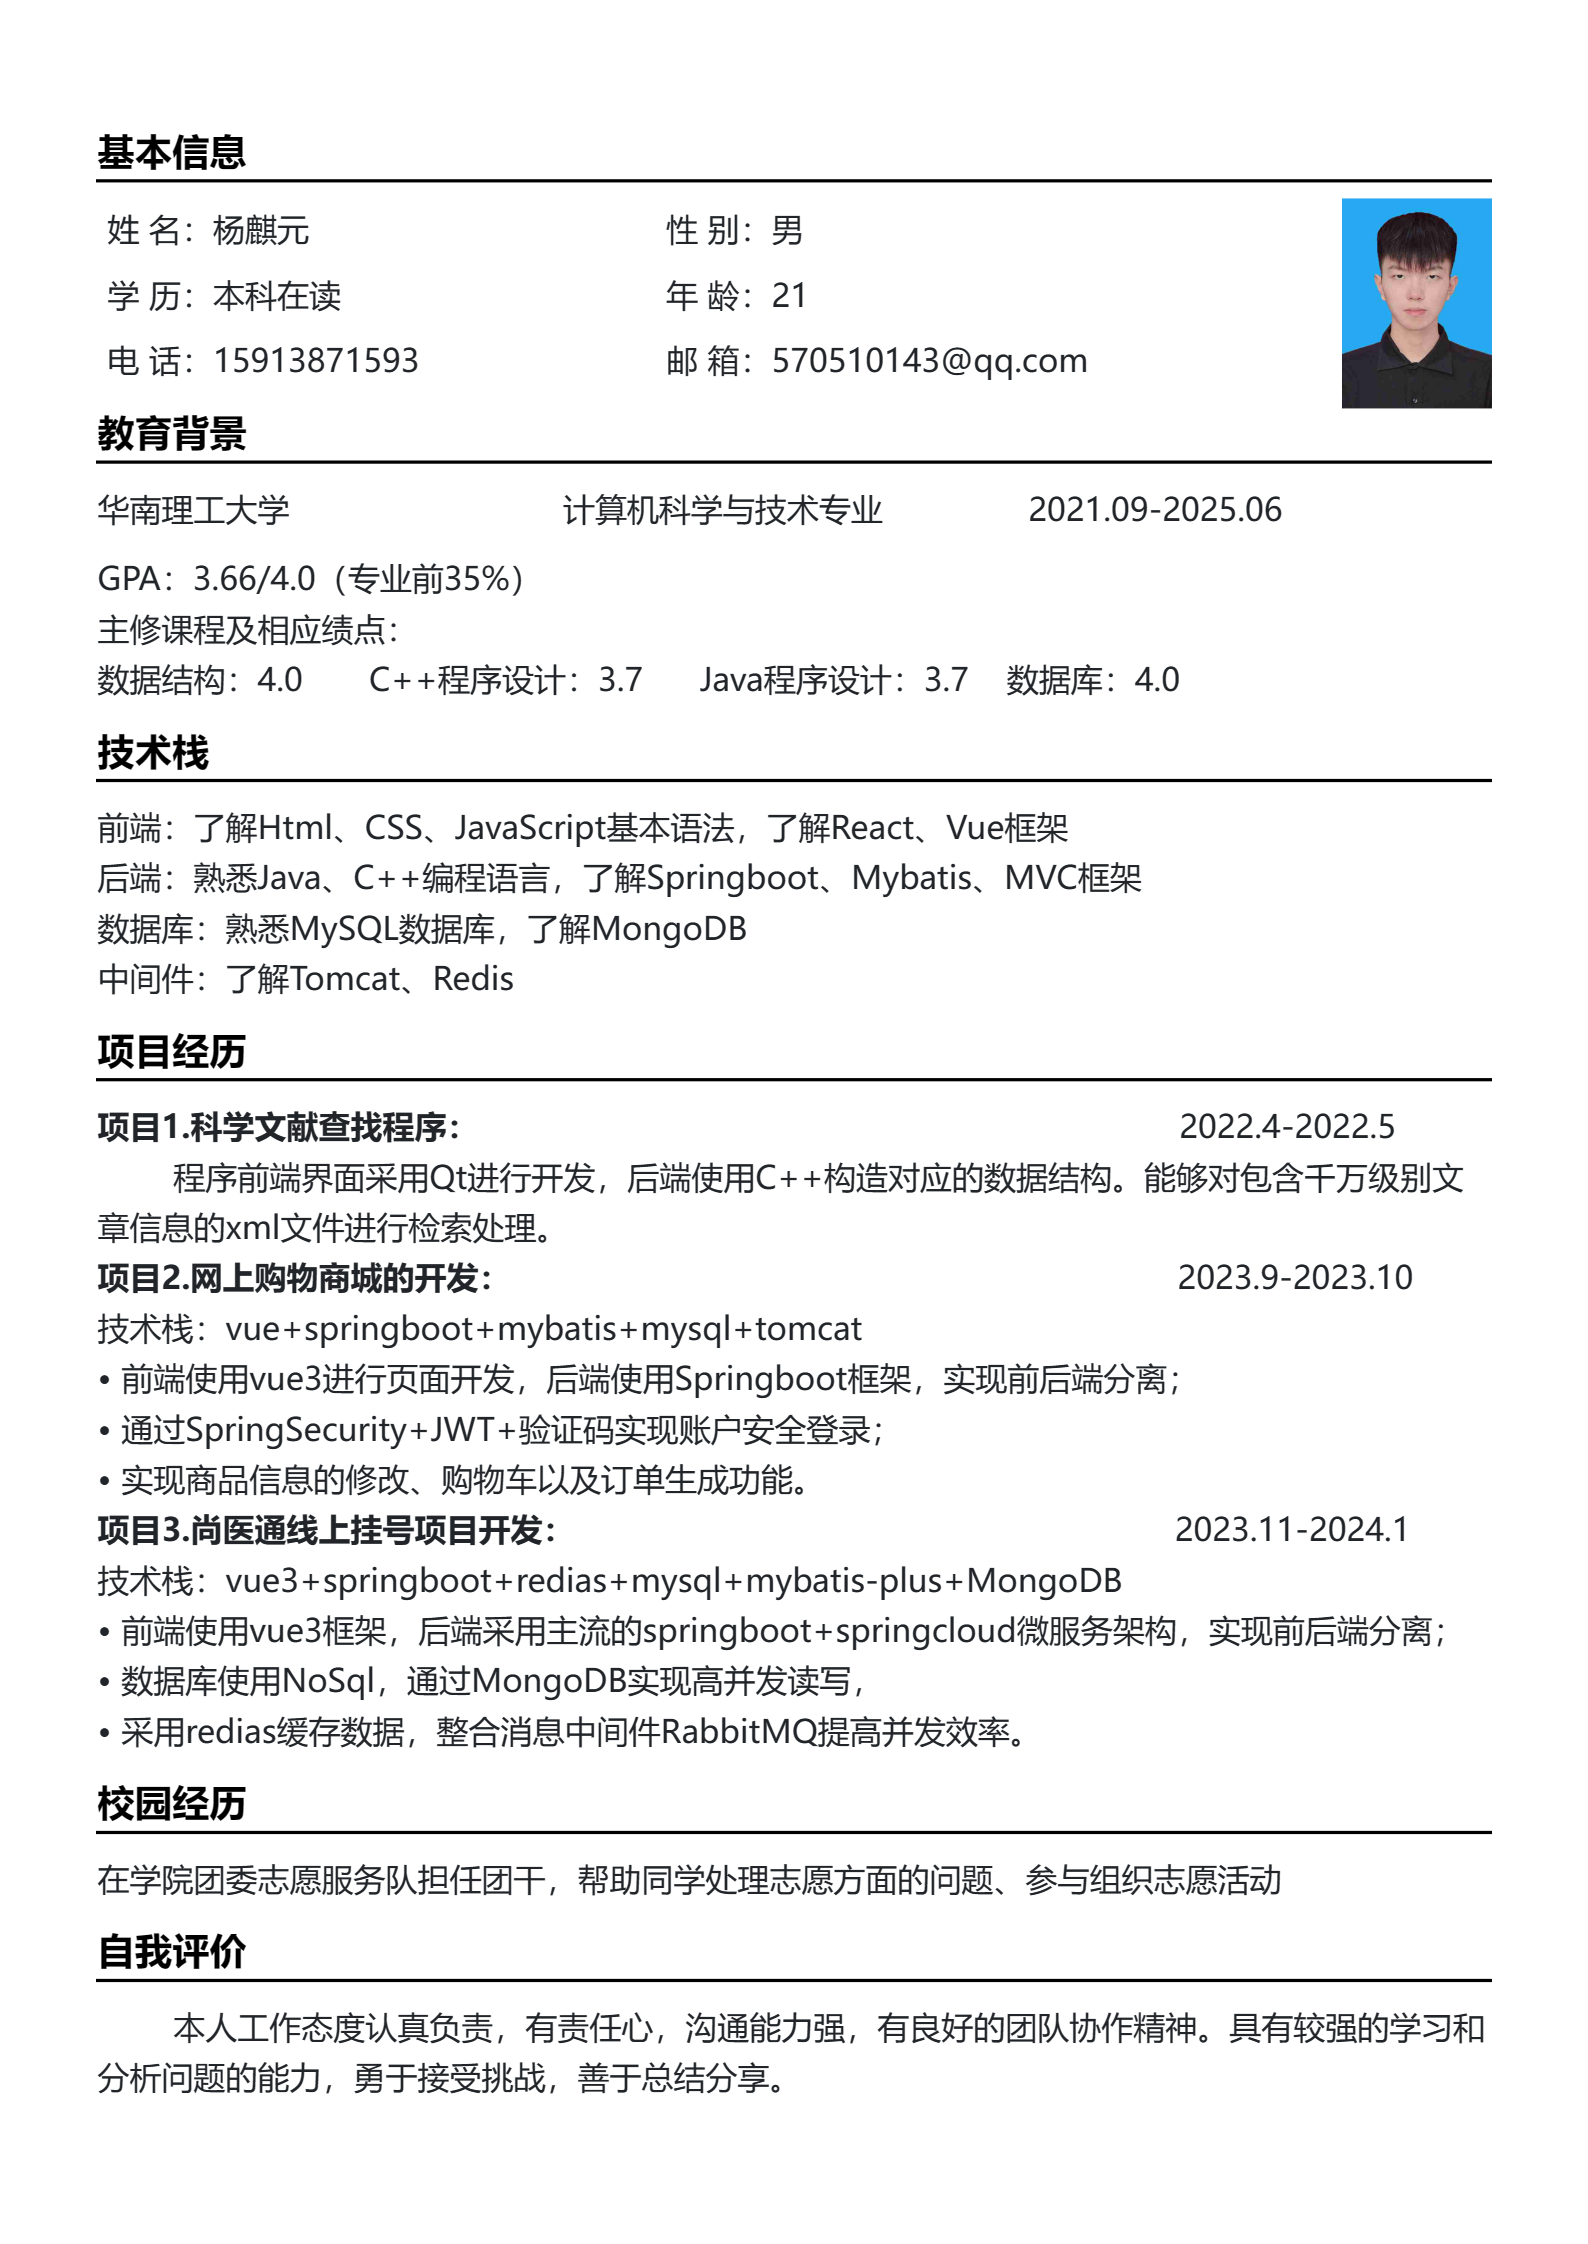 基本信息
姓 名：杨麒元 性 别：男
学 历：本科在读 年 龄：21
电 话：15913871593 邮 箱：570510143@qq.com
教育背景
华南理工大学 计算机科学与技术专业 2021.09-2025.06
GPA：3.66/4.0（专业前35%）
主修课程及相应绩点：
数据结构：4.0 C++程序设计：3.7 Java程序设计：3.7 数据库：4.0
技术栈
前端：了解Html、CSS、JavaScript基本语法，了解React、Vue框架
后端：熟悉Java、C++编程语言，了解Springboot、Mybatis、MVC框架
数据库：熟悉MySQL数据库，了解MongoDB
中间件：了解Tomcat、Redis
项目经历
项目1.科学文献查找程序： 2022.4-2022.5
程序前端界面采用Qt进行开发，后端使用C++构造对应的数据结构。能够对包含千万级别文
章信息的xml文件进行检索处理。
项目2.网上购物商城的开发： 2023.9-2023.10
技术栈：vue+springboot+mybatis+mysql+tomcat
• 前端使用vue3进行页面开发，后端使用Springboot框架，实现前后端分离；
• 通过SpringSecurity+JWT+验证码实现账户安全登录；
• 实现商品信息的修改、购物车以及订单生成功能。
项目3.尚医通线上挂号项目开发： 2023.11-2024.1
技术栈：vue3+springboot+redias+mysql+mybatis-plus+MongoDB
• 前端使用vue3框架，后端采用主流的springboot+springcloud微服务架构，实现前后端分离；
• 数据库使用NoSql，通过MongoDB实现高并发读写，
• 采用redias缓存数据，整合消息中间件RabbitMQ提高并发效率。
校园经历
在学院团委志愿服务队担任团干，帮助同学处理志愿方面的问题、参与组织志愿活动
自我评价
本人工作态度认真负责，有责任心，沟通能力强，有良好的团队协作精神。具有较强的学习和
分析问题的能力，勇于接受挑战，善于总结分享。